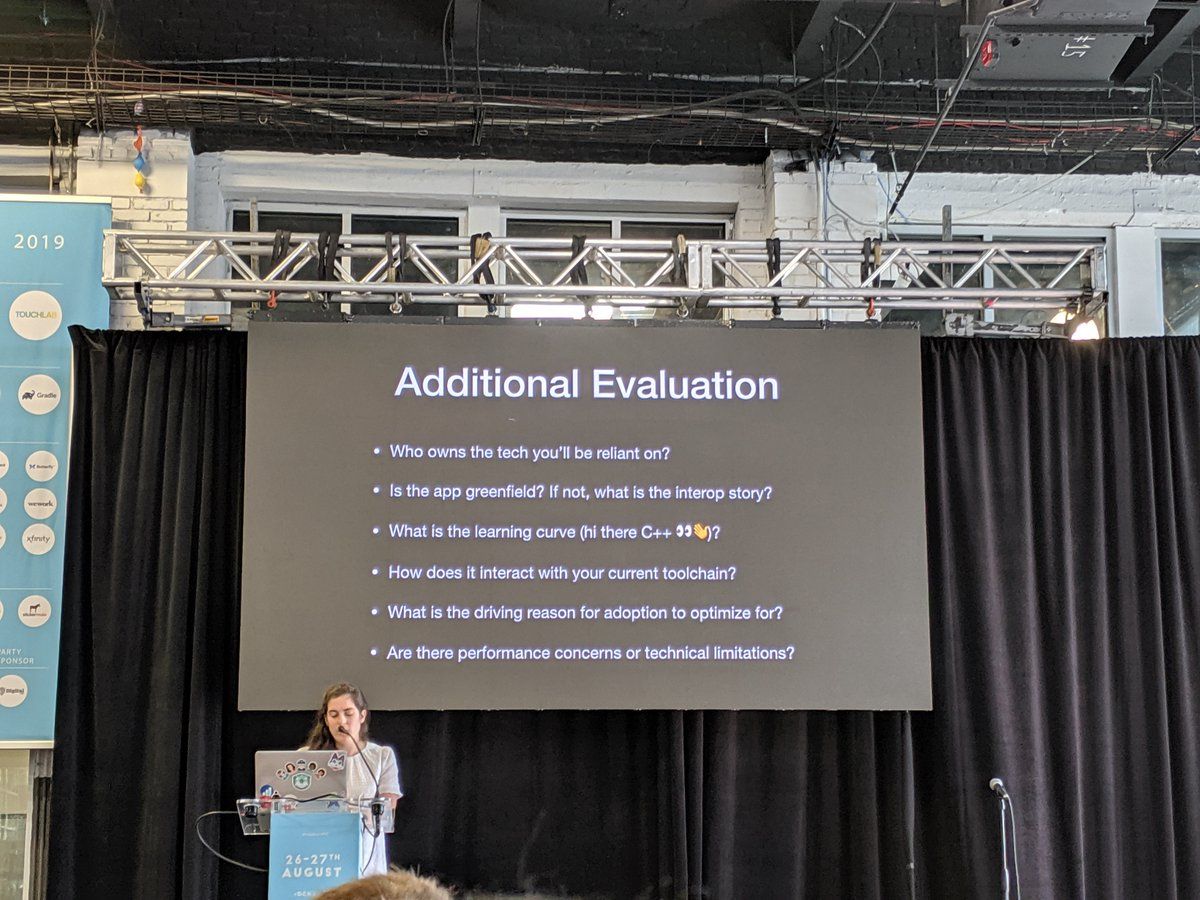 #15
2019
TOUCHLAB
Gradle
Butterfly
wework
xfinity
stickermule
PARTY
SPONSOR
Additional Evaluation
• Who owns the tech you'll be reliant on?
• Is the app greenfield? If not, what is the interop story?
• What is the learning curve (hi there C++ 👀👋)?
• How does it interact with your current toolchain?
• What is the driving reason for adoption to optimize for?
• Are there performance concerns or technical limitations?
26-27TH
AUGUST